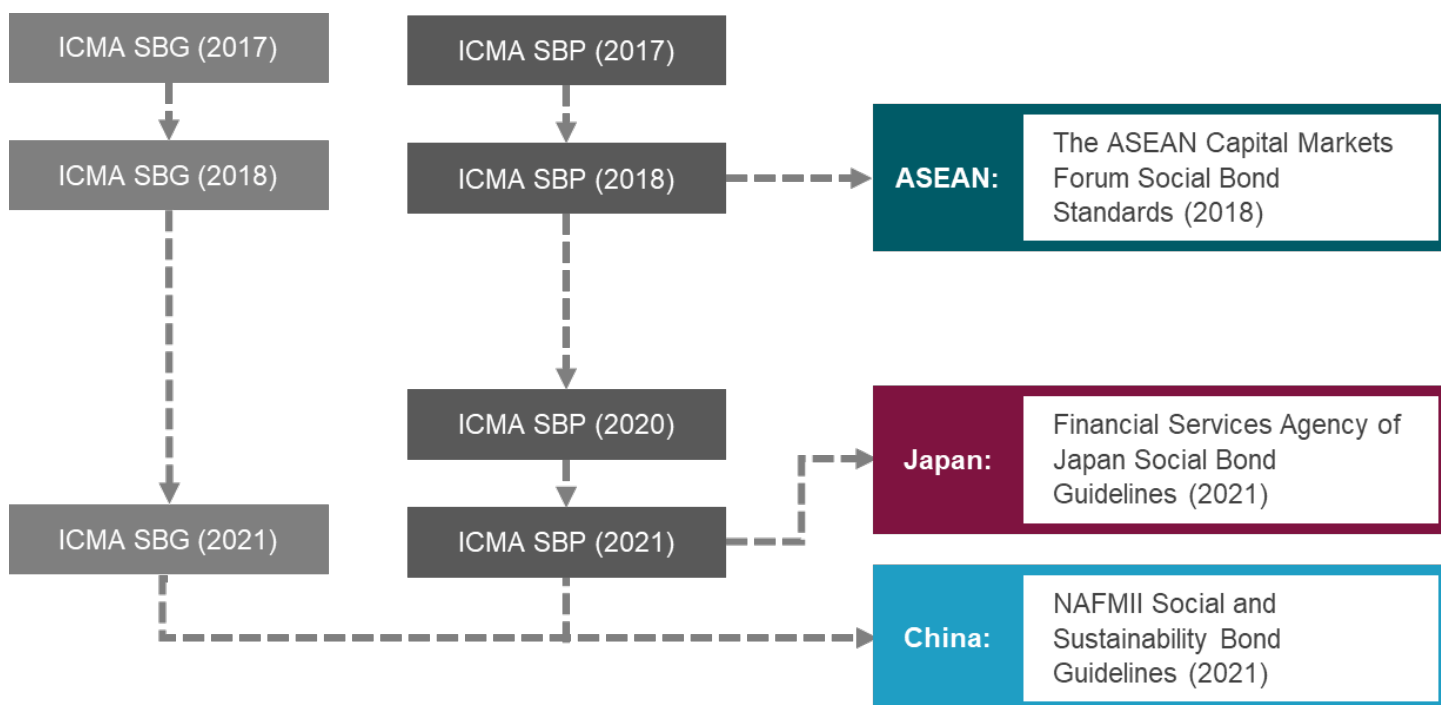 ICMA SBG (2017)
ICMA SBP (2017)
ICMA SBG (2018)
ICMA SBP (2018)
ASEAN:
The ASEAN Capital Markets
Forum Social Bond
Standards (2018)
ICMA SBP (2020)
Japan:
Financial Services Agency of
Japan Social Bond
Guidelines (2021)
ICMA SBG (2021)
ICMA SBP (2021)
China:
NAFMII Social and
Sustainability Bond
Guidelines (2021)